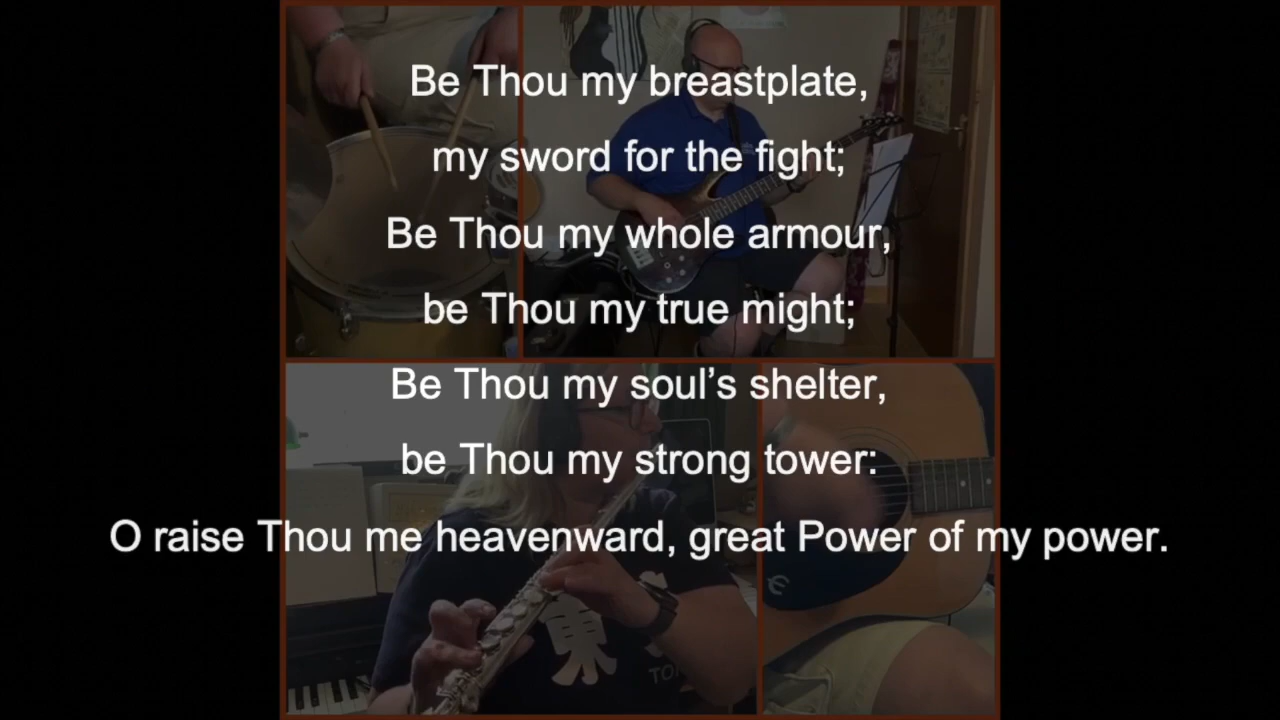 Be Thou my breastplate,
my sword for the fight;
Be Thou my whole armour,
be Thou my true might;
Be Thou my soul’s shelter,
be Thou my strong tower:
O raise Thou me heavenward, great Power of my power.
東
TO